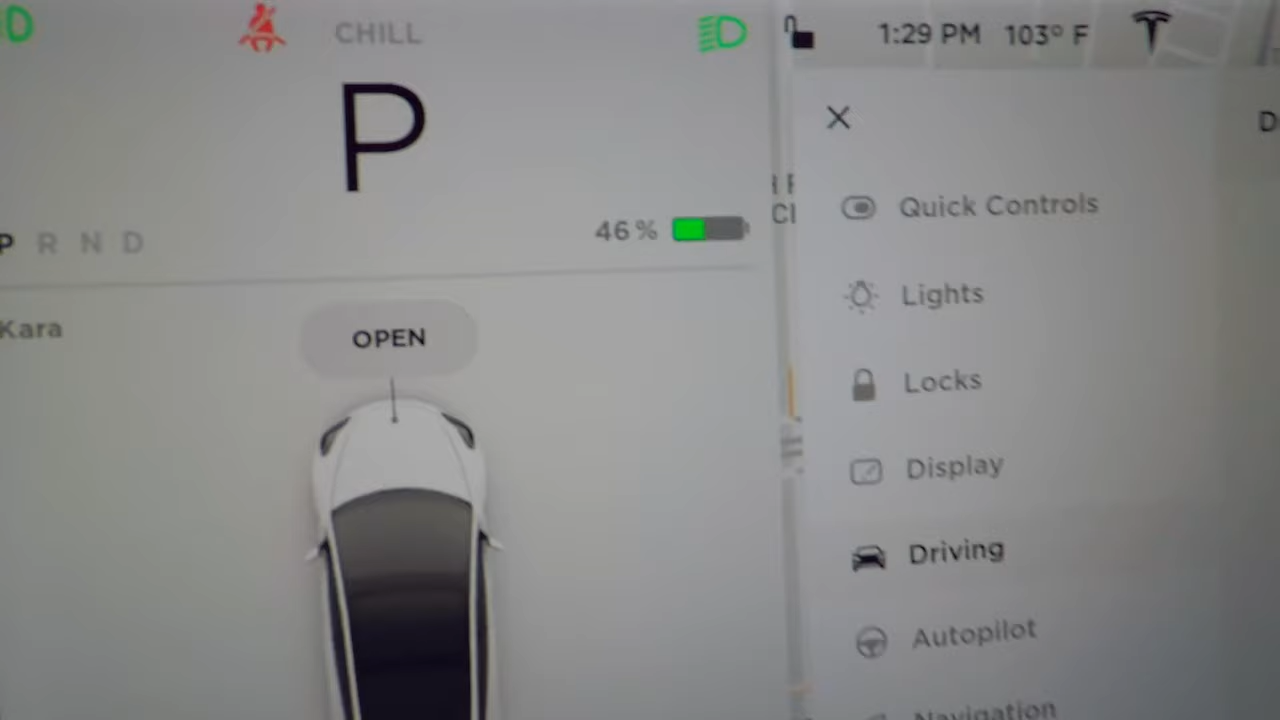 CHILL
1:29 PM 103° F
P
D
Quick Controls
46 %
P R N D
Lights
Kara
OPEN
Locks
Display
Driving
Autopilot
Navigation